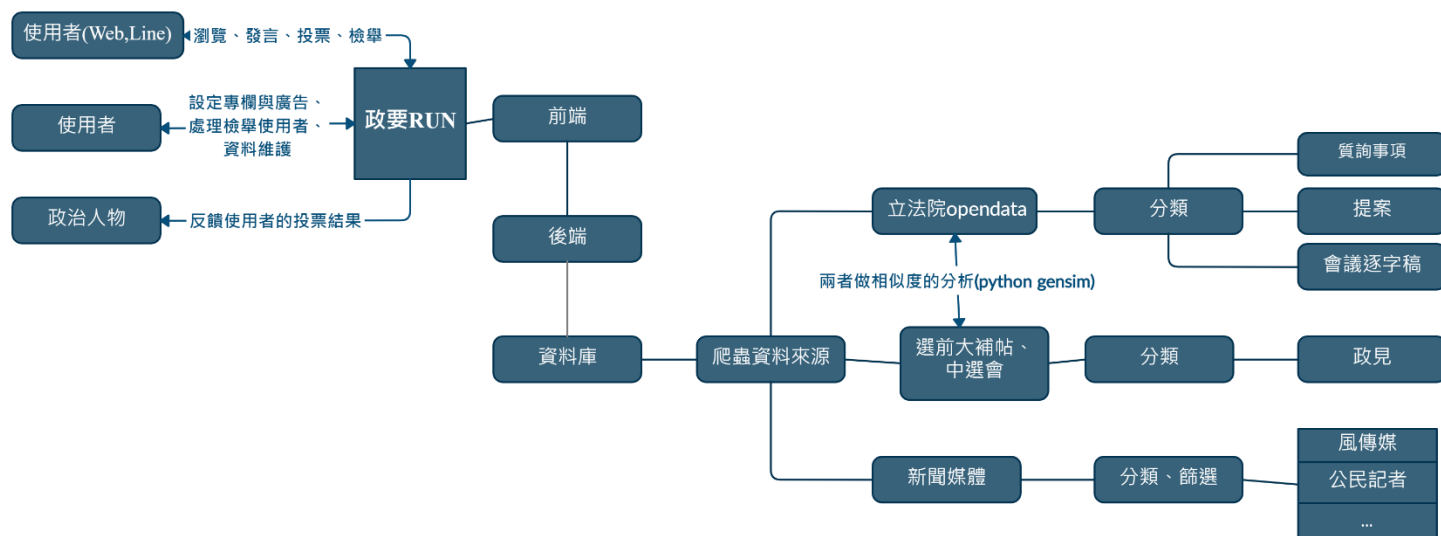 使用者(Web,Line)
瀏覽、發言、投票、檢舉
使用者
設定專欄與廣告、
處理檢舉使用者、
資料維護
政治人物
反饋使用者的投票結果
政要RUN
前端
後端
資料庫
爬蟲資料來源
立法院opendata
分類
質詢事項
提案
會議逐字稿
兩者做相似度的分析(python gensim)
選前大補帖、
中選會
分類
政見
新聞媒體
分類、篩選
風傳媒
公民記者
...